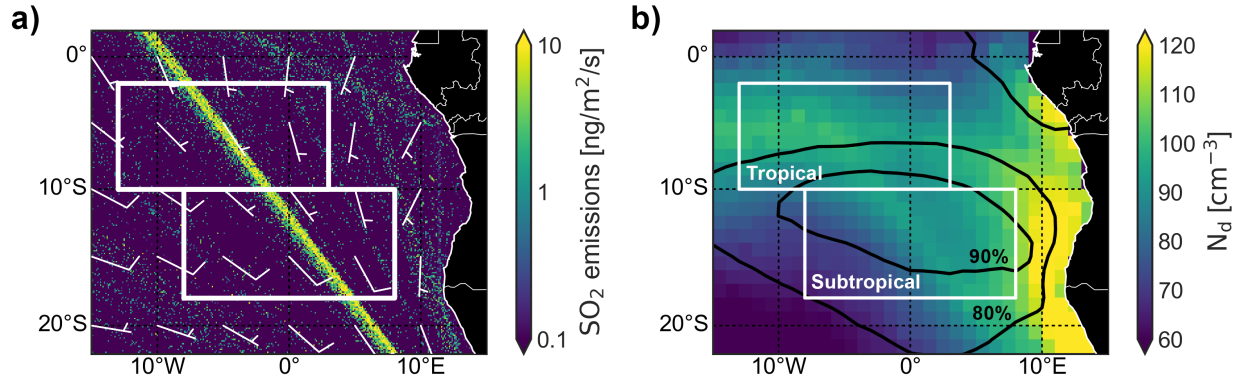 a)
0°
10°S
20°S
10°W
0°
10°E
10
1
0.1
SO₂ emissions [ng/m²/s]
b)
0°
10°S
20°S
10°W
0°
10°E
Tropical
Subtropical
90%
80%
120
110
100
90
80
70
60
N_d [cm⁻³]